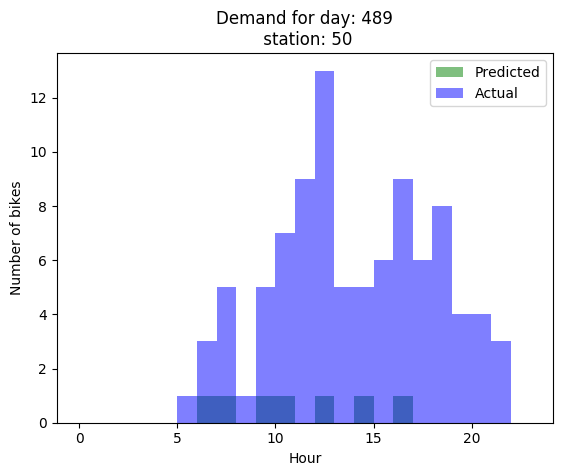 Demand for day: 489
station: 50
Predicted
Actual
Number of bikes
12
10
8
6
4
2
0
0 5 10 15 20
Hour